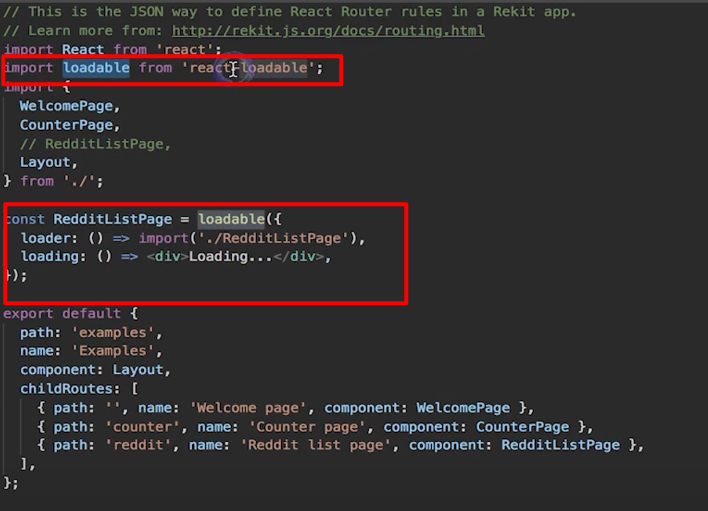 // This is the JSON way to define React Router rules in a Rekit app.
// Learn more from: http://rekit.js.org/docs/routing.html
import React from 'react';
import loadable from 'react-loadable';
import {
  WelcomePage,
  CounterPage,
  // RedditListPage,
  Layout,
} from './';
const RedditListPage = loadable({
  loader: () => import('./RedditListPage'),
  loading: () => <div>Loading...</div>,
});
export default {
  path: 'examples',
  name: 'Examples',
  component: Layout,
  childRoutes: [
    { path: '', name: 'Welcome page', component: WelcomePage },
    { path: 'counter', name: 'Counter page', component: CounterPage },
    { path: 'reddit', name: 'Reddit list page', component: RedditListPage },
  ],
};